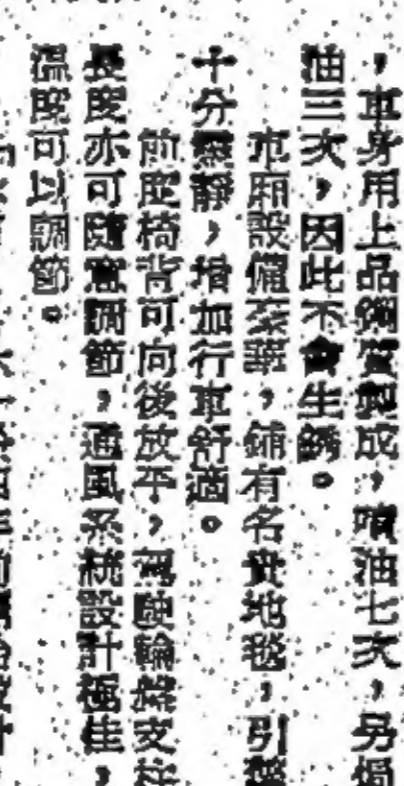 ，車身用上品鋼質製成，噴油七次，另焗
油三次，因此不會生銹。
車廂設備豪華，鋪有名貴地毯，引擎
十分靜，增加行車舒適。
前座椅背可向後放平，駕駛輪盤支柱
長度亦可隨意調節，通風系統設計極佳，
溫度可以調節。